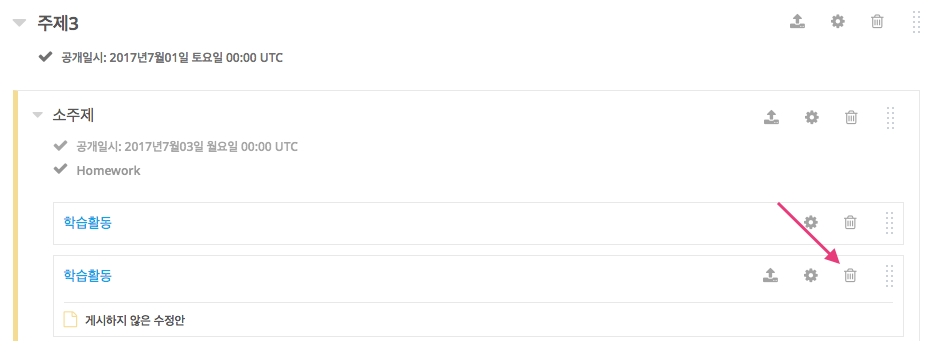 주제3
공개일시: 2017년7월01일 토요일 00:00 UTC
소주제
공개일시: 2017년7월03일 월요일 00:00 UTC
Homework
학습활동
학습활동
게시하지 않은 수정안